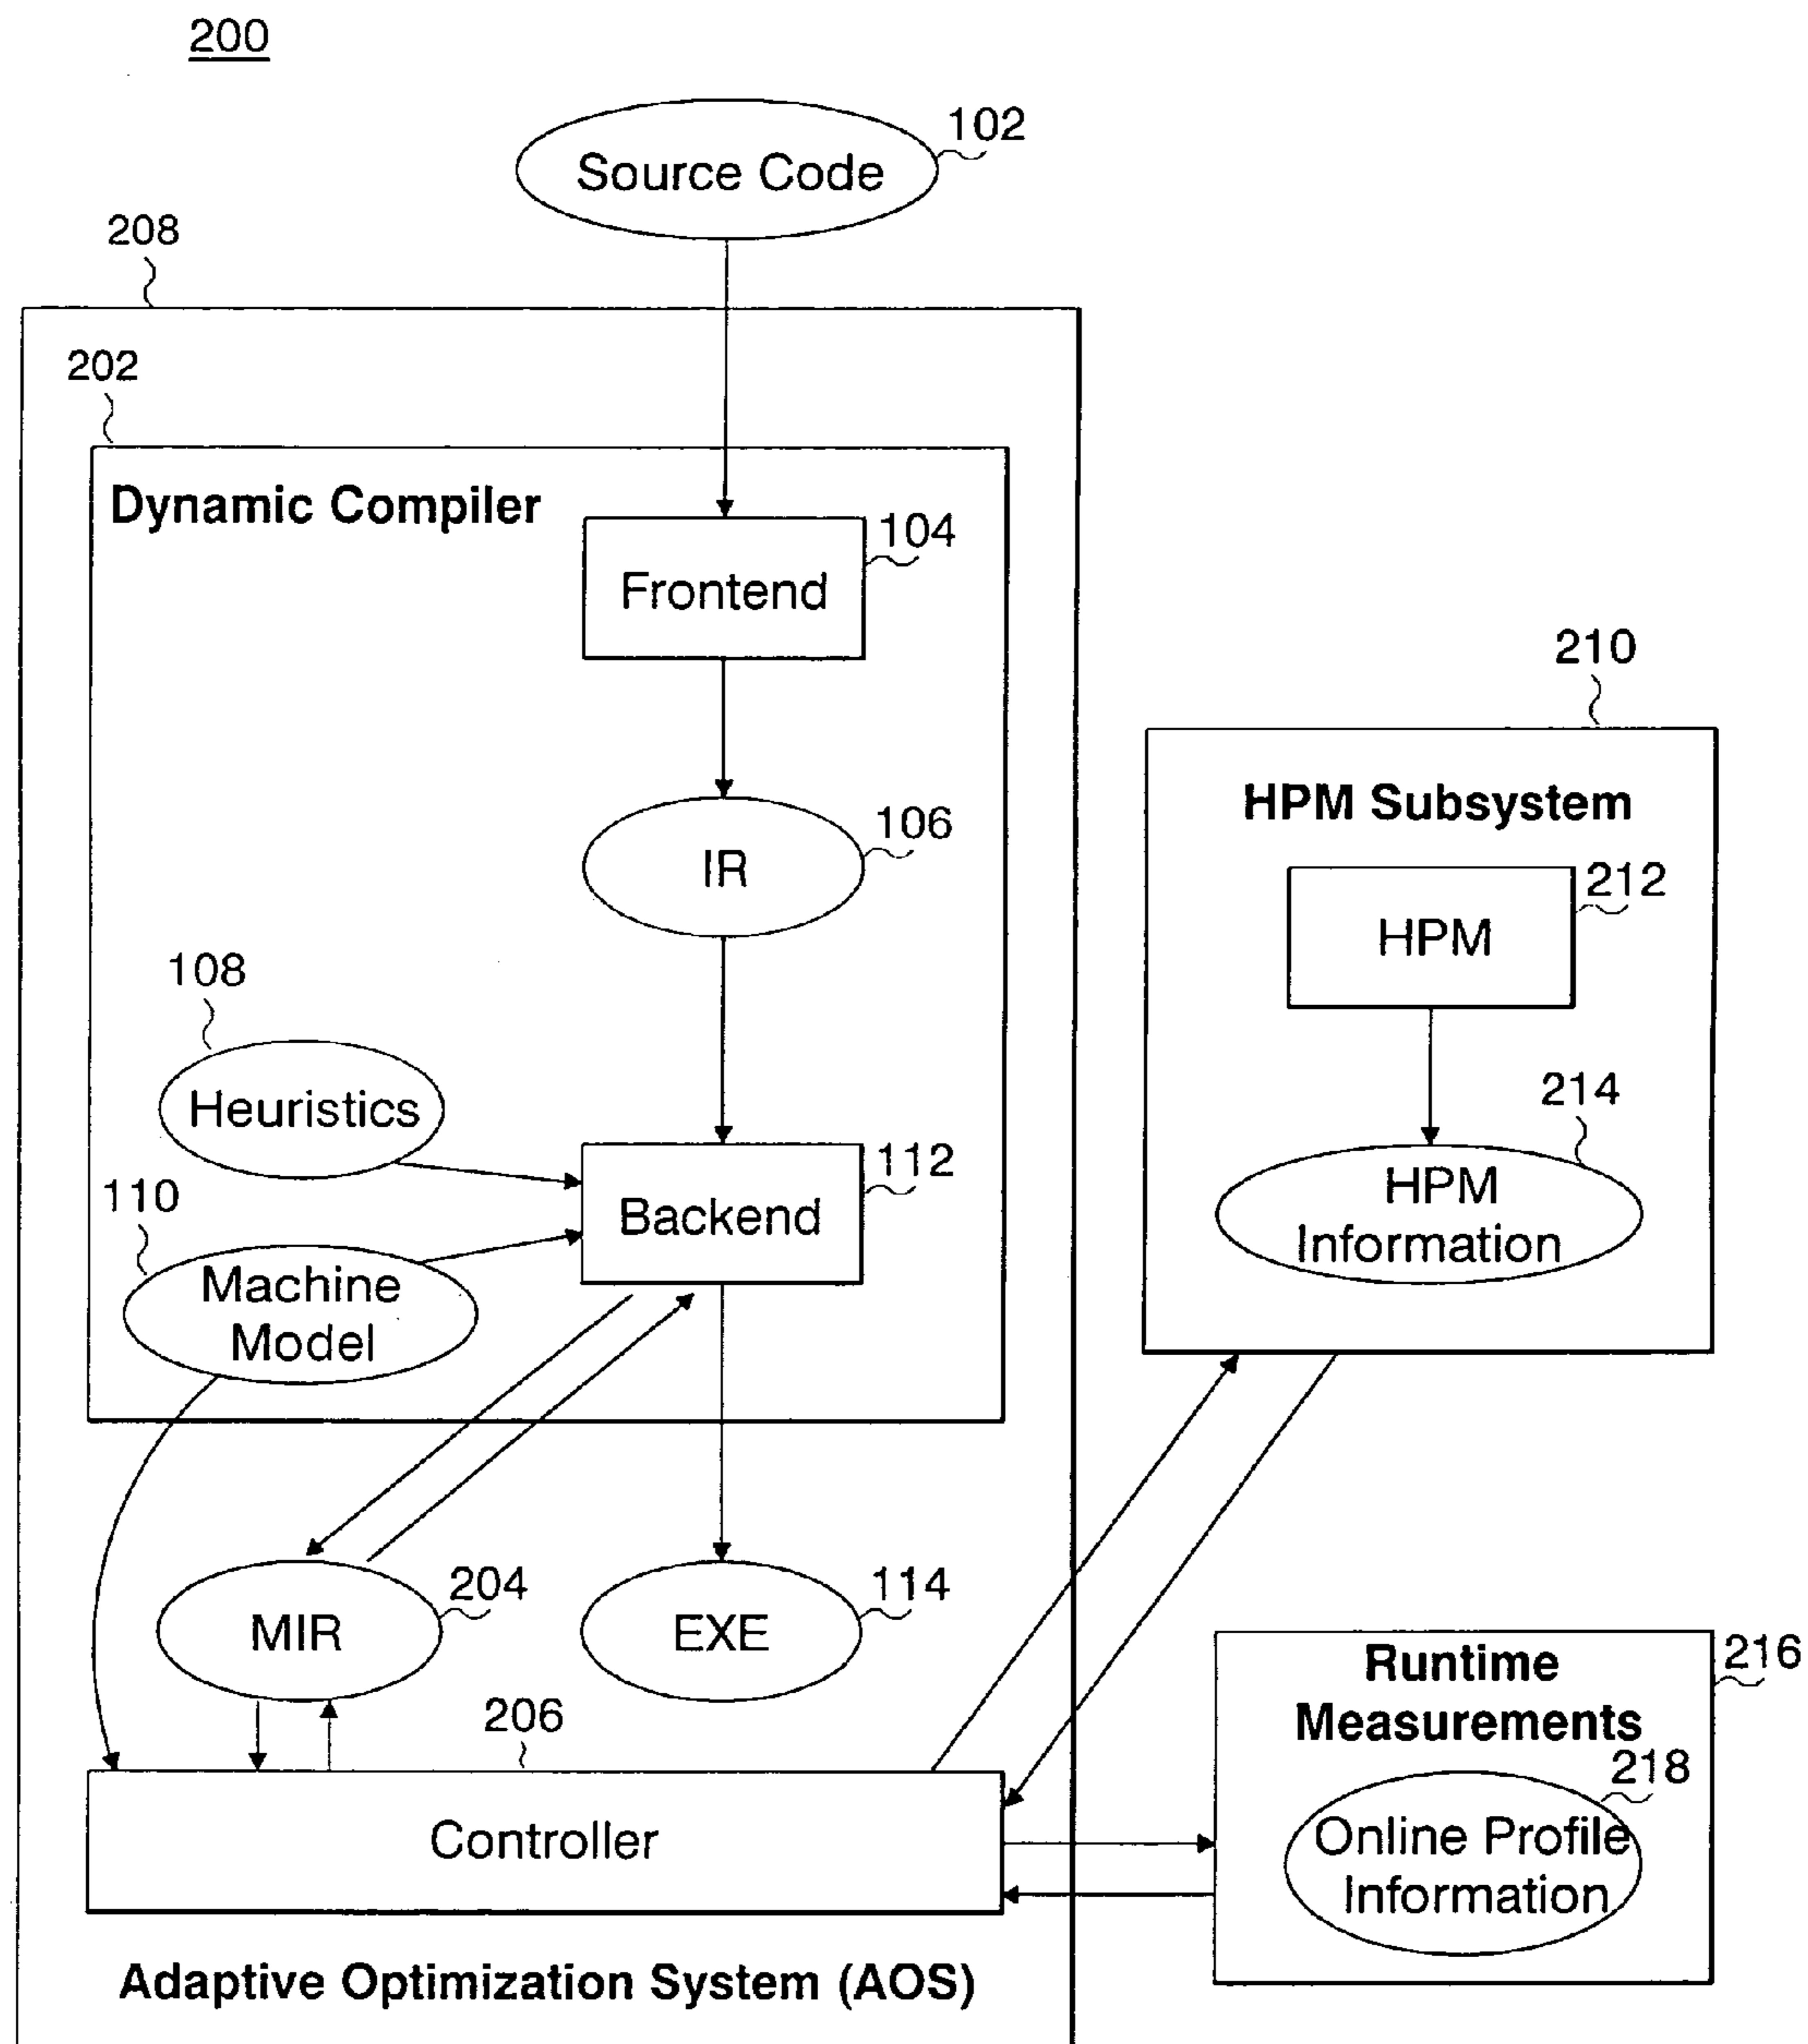 200
102
Source Code
208
202
Dynamic Compiler
104
Frontend
210
106
IR
HPM Subsystem
212
HPM
108
Heuristics
214
HPM
Information
112
Backend
110
Machine
Model
204
MIR
114
EXE
216
Runtime
Measurements
206
218
Controller
Online Profile
Information
Adaptive Optimization System (AOS)